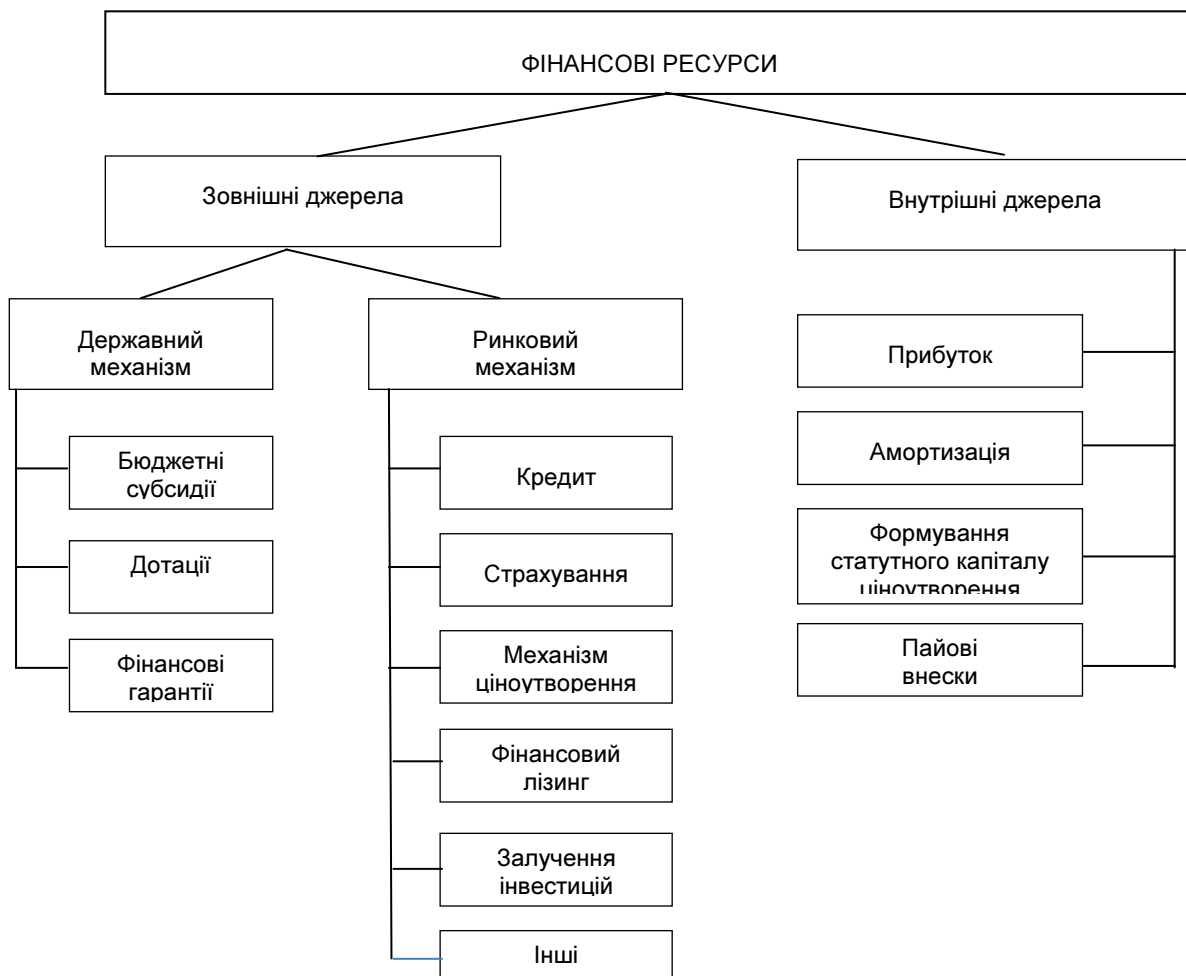 ФІНАНСОВІ РЕСУРСИ
Зовнішні джерела
Внутрішні джерела
Державний
механізм
Ринковий
механізм
Бюджетні
субсидії
Дотації
Фінансові
гарантії
Кредит
Страхування
Механізм
ціноутворення
Фінансовий
лізинг
Залучення
інвестицій
Інші
Прибуток
Амортизація
Формування
статутного капіталу
ціноутворення
Пайові
внески